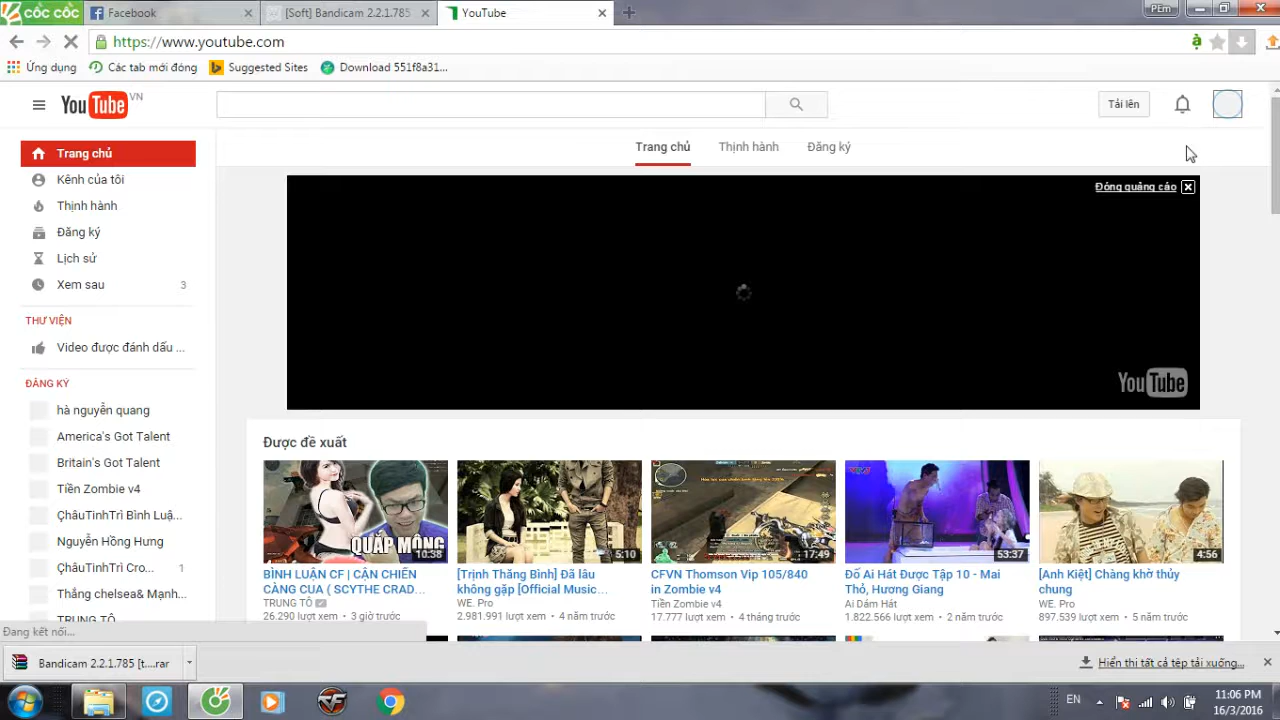 CỐC CỐC
Facebook
[Soft] Bandicam 2.2.1.785
YouTube
PEm
https://www.youtube.com
Ứng dụng
Các tab mới đóng
Suggested Sites
Download 551f8a31...
YouTube VN
Tải lên
Trang chủ
Thịnh hành
Đăng ký
Trang chủ
Kênh của tôi
Thịnh hành
Đăng ký
Lịch sử
Xem sau 3
THƯ VIỆN
Video được đánh dấu ...
ĐĂNG KÝ
hà nguyễn quang
America's Got Talent
Britain's Got Talent
Tiền Zombie v4
ÇhâuTinhTrì Bình Luậ...
Nguyễn Hồng Hưng
ÇhâuTinhTrì Cro... 1
Thắng chelsea& Mạnh...
TRUNG TÔ
Đóng quảng cáo
YouTube
Được đề xuất
QUẮP MÔNG
10:38
BÌNH LUẬN CF | CẬN CHIẾN
CÀNG CUA ( SCYTHE CRAD...
TRUNG TÔ
26.290 lượt xem • 3 giờ trước
5:10
[Trịnh Thăng Bình] Đã lâu
không gặp [Official Music...
WE. Pro
2.981.991 lượt xem • 4 năm trước
17:49
CFVN Thomson Vip 105/840
in Zombie v4
Tiền Zombie v4
17.777 lượt xem • 4 tháng trước
53:37
Đố Ai Hát Được Tập 10 - Mai
Thỏ, Hương Giang
Ai Dám Hát
1.822.566 lượt xem • 2 năm trước
4:56
[Anh Kiệt] Chàng khờ thủy
chung
WE. Pro
897.539 lượt xem • 5 năm trước
Đang kết nối...
Bandicam 2.2.1.785 [t....rar
Hiển thị tất cả tệp tải xuống...
EN
11:06 PM
16/3/2016